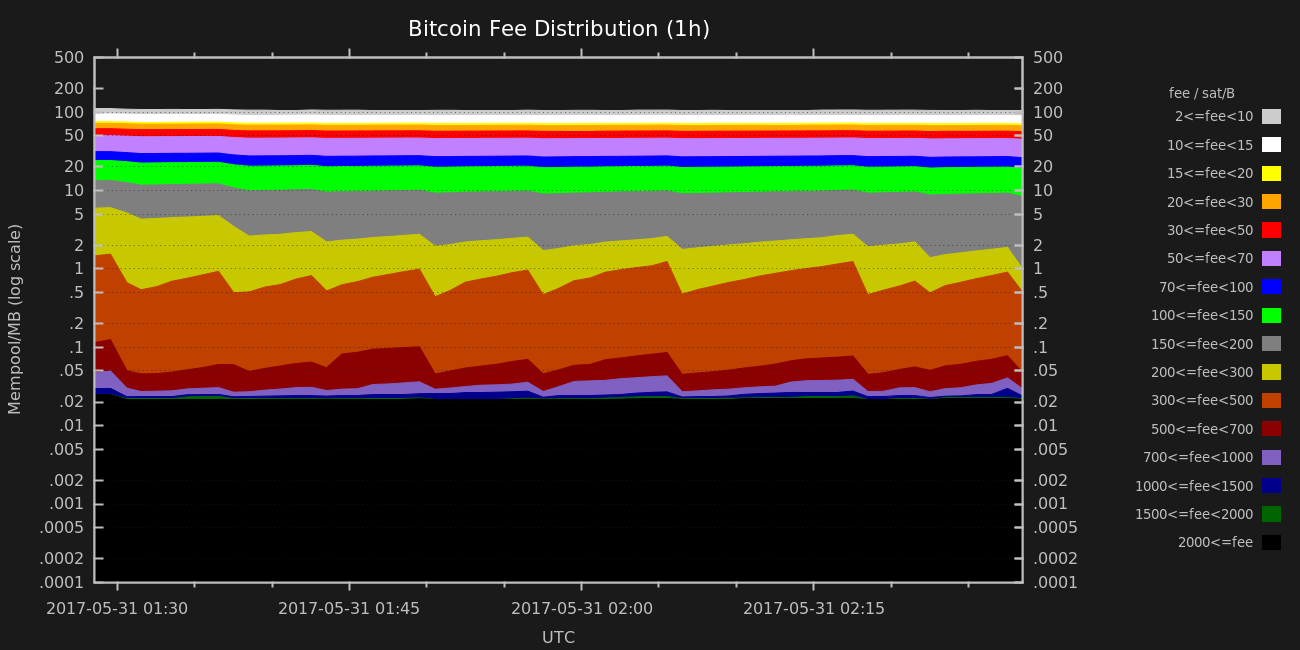 Bitcoin Fee Distribution (1h)
Mempool/MB (log scale)
500
200
100
50
20
10
5
2
1
.5
.2
.1
.05
.02
.01
.005
.002
.001
.0005
.0002
.0001
500
200
100
50
20
10
5
2
1
.5
.2
.1
.05
.02
.01
.005
.002
.001
.0005
.0002
.0001
2017-05-31 01:30
2017-05-31 01:45
2017-05-31 02:00
2017-05-31 02:15
UTC
fee / sat/B
2<=fee<10
10<=fee<15
15<=fee<20
20<=fee<30
30<=fee<50
50<=fee<70
70<=fee<100
100<=fee<150
150<=fee<200
200<=fee<300
300<=fee<500
500<=fee<700
700<=fee<1000
1000<=fee<1500
1500<=fee<2000
2000<=fee